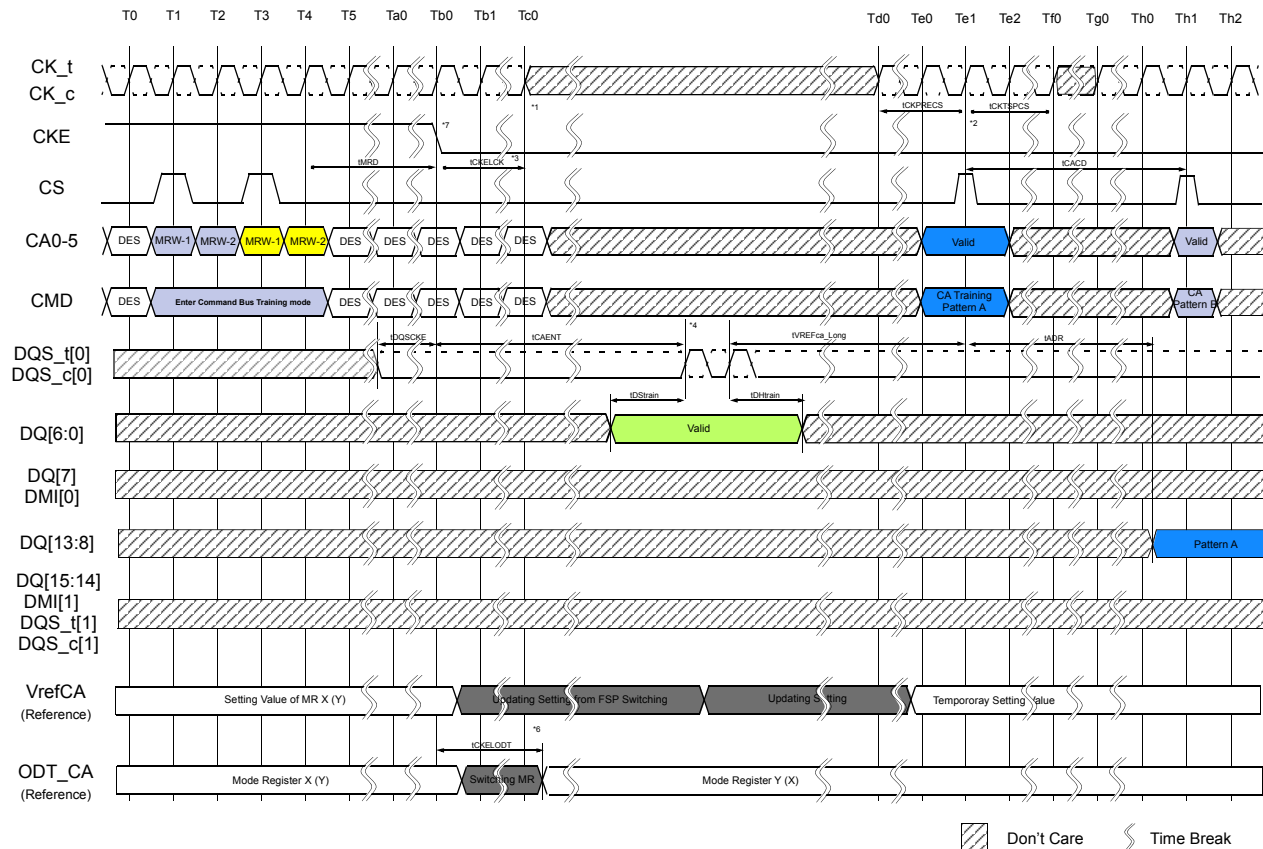 T0 T1 T2 T3 T4 T5 Ta0 Tb0 Tb1 Tc0 Td0 Te0 Te1 Te2 Tf0 Tg0 Th0 Th1 Th2
CK_t
CK_c
*1
tCKPRECS
tCKTSPCS
*2
CKE
*7
tMRD
tCKELCK
*3
tCACD
CS
CA0-5
DES MRW-1 MRW-2 MRW-1 MRW-2 DES DES DES DES DES Valid Valid
CMD
DES Enter Command Bus Training mode DES DES DES DES DES CA Training Pattern A CA Pattern B
DQS_t[0]
DQS_c[0]
tDQSCKE
tCAENT
*4
tVREFca_Long
tADR
tDStrain
tDHtrain
DQ[6:0]
Valid
DQ[7]
DMI[0]
DQ[13:8]
Pattern A
DQ[15:14]
DMI[1]
DQS_t[1]
DQS_c[1]
VrefCA
(Reference)
Setting Value of MR X (Y) Updating Setting from FSP Switching Updating Setting Tempororay Setting Value
*6
tCKELODT
ODT_CA
(Reference)
Mode Register X (Y) Switching MR Mode Register Y (X)
Don't Care Time Break